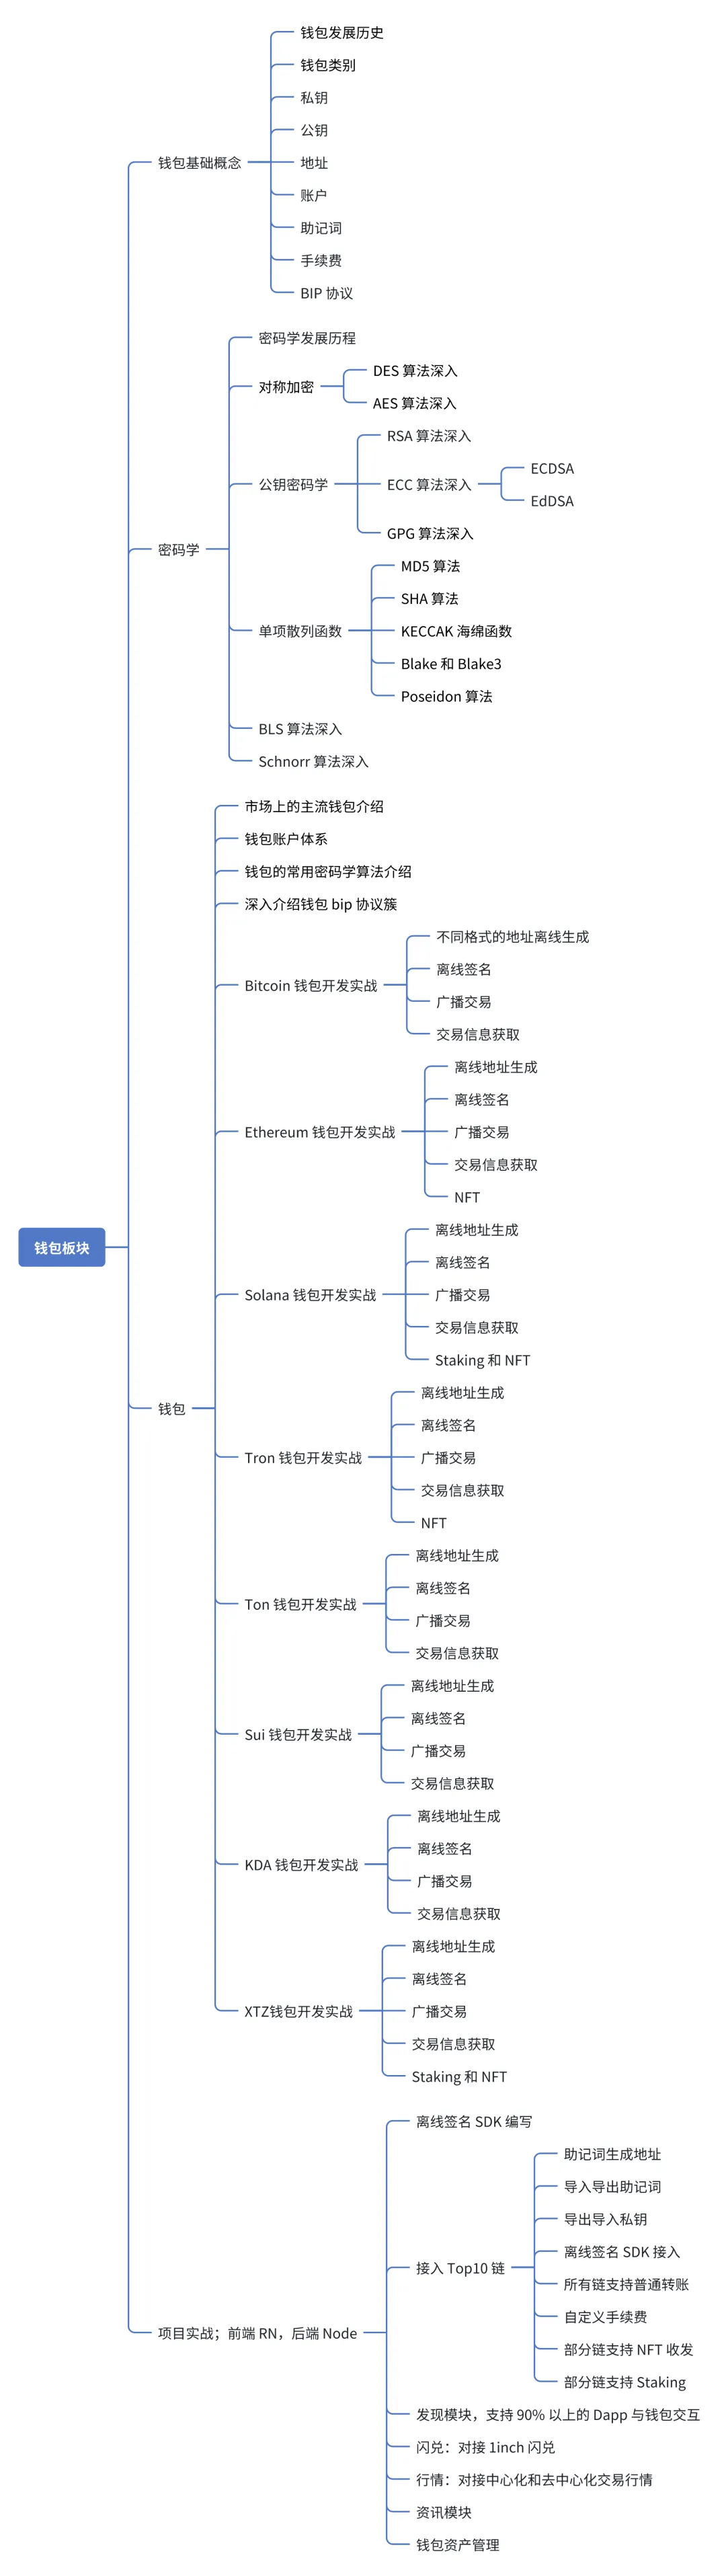 钱包发展历史
钱包类别
私钥
公钥
钱包基础概念
地址
账户
助记词
手续费
BIP 协议
密码学发展历程
DES 算法深入
对称加密
AES 算法深入
RSA 算法深入
ECDSA
公钥密码学
ECC 算法深入
EdDSA
GPG 算法深入
密码学
MD5 算法
SHA 算法
单项散列函数
KECCAK 海绵函数
Blake 和 Blake3
Poseidon 算法
BLS 算法深入
Schnorr 算法深入
市场上的主流钱包介绍
钱包账户体系
钱包的常用密码学算法介绍
深入介绍钱包 bip 协议簇
不同格式的地址离线生成
离线签名
Bitcoin 钱包开发实战
广播交易
交易信息获取
离线地址生成
离线签名
Ethereum 钱包开发实战
广播交易
交易信息获取
NFT
离线地址生成
钱包板块
离线签名
Solana 钱包开发实战
广播交易
交易信息获取
Staking 和 NFT
离线地址生成
钱包
离线签名
Tron 钱包开发实战
广播交易
交易信息获取
NFT
离线地址生成
离线签名
Ton 钱包开发实战
广播交易
交易信息获取
离线地址生成
离线签名
Sui 钱包开发实战
广播交易
交易信息获取
离线地址生成
离线签名
KDA 钱包开发实战
广播交易
交易信息获取
离线地址生成
离线签名
XTZ钱包开发实战
广播交易
交易信息获取
Staking 和 NFT
离线签名 SDK 编写
助记词生成地址
导入导出助记词
导出导入私钥
离线签名 SDK 接入
接入 Top10 链
所有链支持普通转账
自定义手续费
项目实战；前端 RN，后端 Node
部分链支持 NFT 收发
部分链支持 Staking
发现模块，支持 90% 以上的 Dapp 与钱包交互
闪兑：对接 1inch 闪兑
行情：对接中心化和去中心化交易行情
资讯模块
钱包资产管理